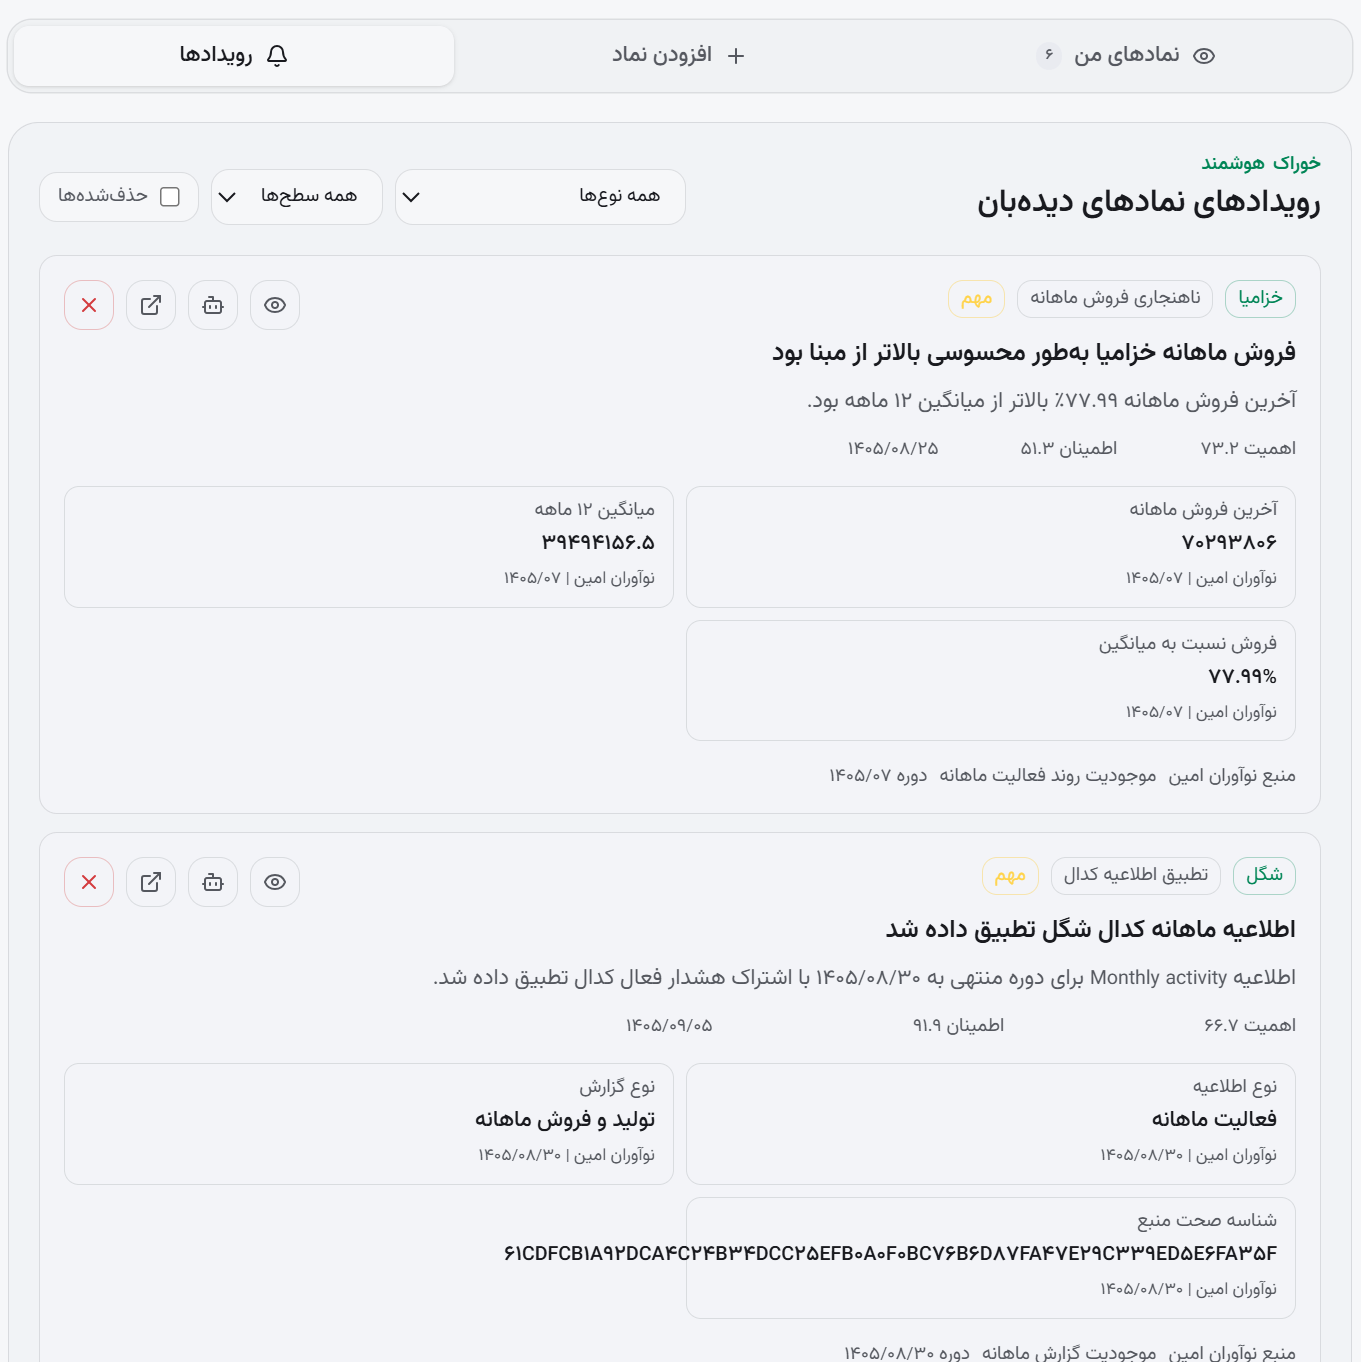 نمادهای من ۶
افزودن نماد
رویدادها
خوراک هوشمند
رویدادهای نمادهای دیده‌بان
همه نوع‌ها
همه سطح‌ها
حذف‌شده‌ها
خزامیا
ناهنجاری فروش ماهانه
مهم
فروش ماهانه خزامیا به‌طور محسوسی بالاتر از مبنا بود
آخرین فروش ماهانه ۷۷.۹۹٪ بالاتر از میانگین ۱۲ ماهه بود.
اهمیت ۷۳.۲ اطمینان ۵۱.۳ ۱۴۰۵/۰۸/۲۵
آخرین فروش ماهانه
۷۰۲۹۳۸۰۶
نوآوران امین | ۱۴۰۵/۰۷
میانگین ۱۲ ماهه
۳۹۴۹۴۱۵۶.۵
نوآوران امین | ۱۴۰۵/۰۷
فروش نسبت به میانگین
۷۷.۹۹%
نوآوران امین | ۱۴۰۵/۰۷
منبع نوآوران امین موجودیت روند فعالیت ماهانه دوره ۱۴۰۵/۰۷
شگل
تطبیق اطلاعیه کدال
مهم
اطلاعیه ماهانه کدال شگل تطبیق داده شد
اطلاعیه Monthly activity برای دوره منتهی به ۱۴۰۵/۰۸/۳۰ با اشتراک هشدار فعال کدال تطبیق داده شد.
اهمیت ۶۶.۷ اطمینان ۹۱.۹ ۱۴۰۵/۰۹/۰۵
نوع اطلاعیه
فعالیت ماهانه
نوآوران امین | ۱۴۰۵/۰۸/۳۰
نوع گزارش
تولید و فروش ماهانه
نوآوران امین | ۱۴۰۵/۰۸/۳۰
شناسه صحت منبع
۶۱CDFCB۱A۹۲DCA۴C۲۴B۳۴DCC۲۵EFB۰A۰F۰BC۷۶B۶D۸۷FA۴۷E۲۹C۳۳۹ED۵E۶FA۳۵F
نوآوران امین | ۱۴۰۵/۰۸/۳۰
منبع نوآوران امین موجودیت گزارش ماهانه دوره ۱۴۰۵/۰۸/۳۰